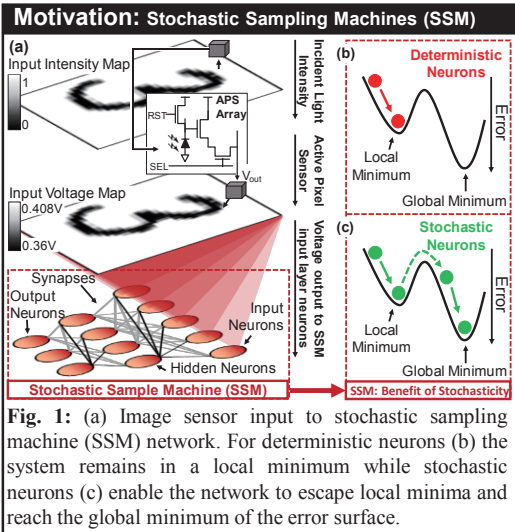 Motivation: Stochastic Sampling Machines (SSM)
(a)
Input Intensity Map
1
0
RST
APS
Array
SEL
Vout
Input Voltage Map
0.408V
0.36V
Incident Light
Intensity
Active Pixel
Sensor
Voltage output to SSM
input layer neurons
Synapses
Output
Neurons
Input
Neurons
Hidden Neurons
Stochastic Sample Machine (SSM)
(b)
Deterministic
Neurons
Error
Local
Minimum
Global Minimum
(c)
Stochastic
Neurons
Error
Local
Minimum
Global Minimum
SSM: Benefit of Stochasticity
Fig. 1: (a) Image sensor input to stochastic sampling
machine (SSM) network. For deterministic neurons (b) the
system remains in a local minimum while stochastic
neurons (c) enable the network to escape local minima and
reach the global minimum of the error surface.